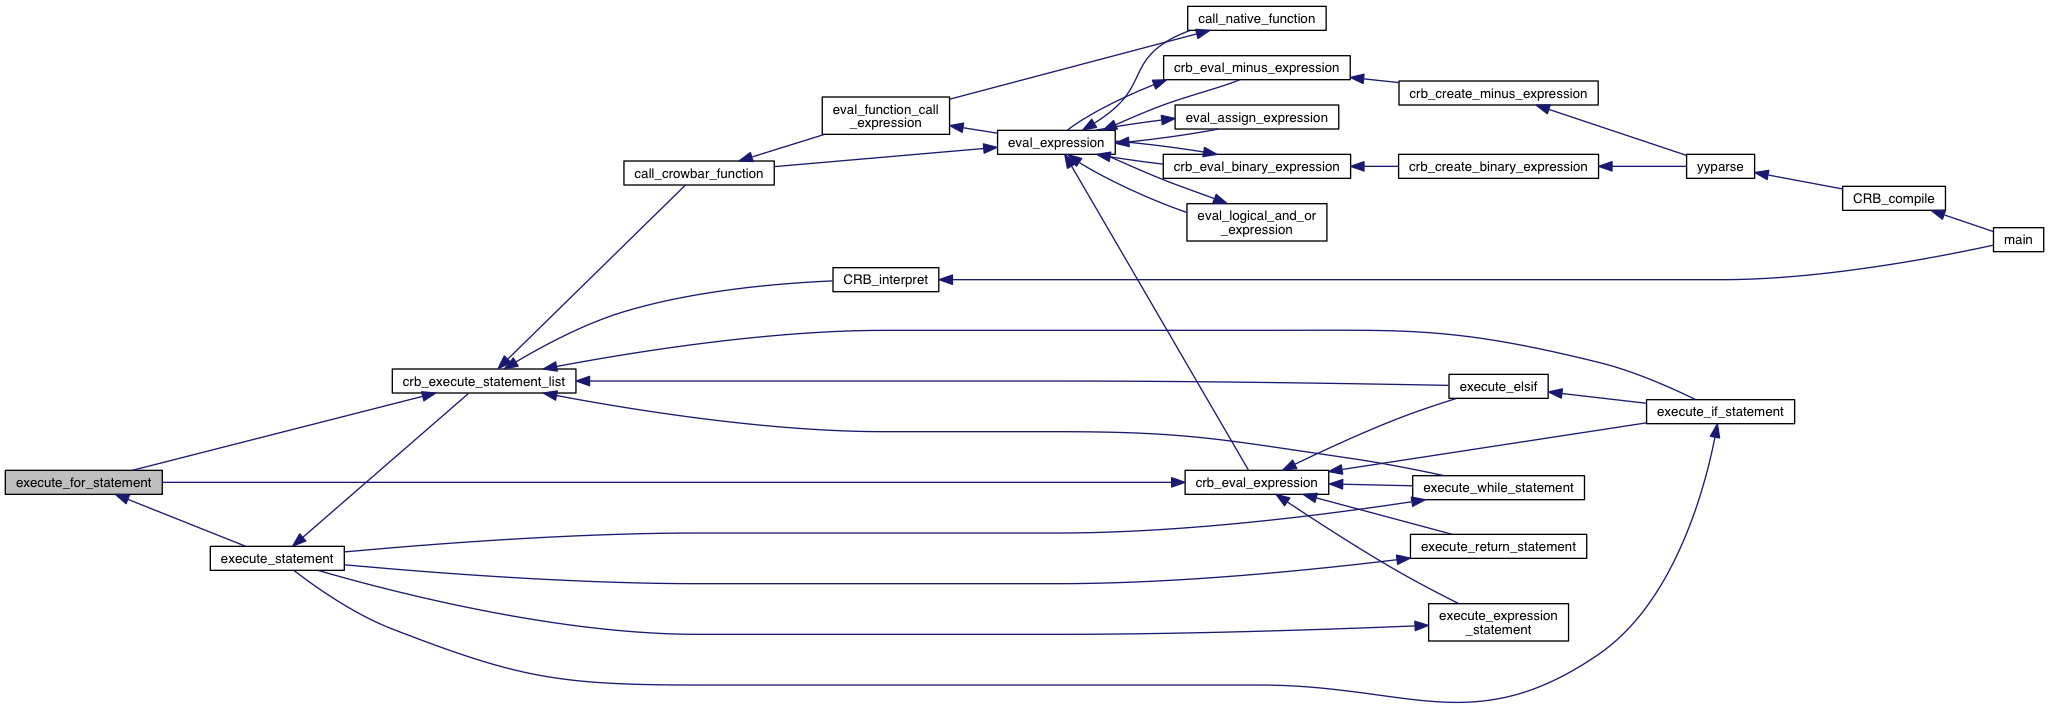 call_native_function
crb_eval_minus_expression
crb_create_minus_expression
eval_function_call
_expression
eval_assign_expression
eval_expression
crb_eval_binary_expression
crb_create_binary_expression
yyparse
call_crowbar_function
CRB_compile
eval_logical_and_or
_expression
main
CRB_interpret
crb_execute_statement_list
execute_elsif
execute_if_statement
execute_for_statement
crb_eval_expression
execute_while_statement
execute_return_statement
execute_statement
execute_expression
_statement